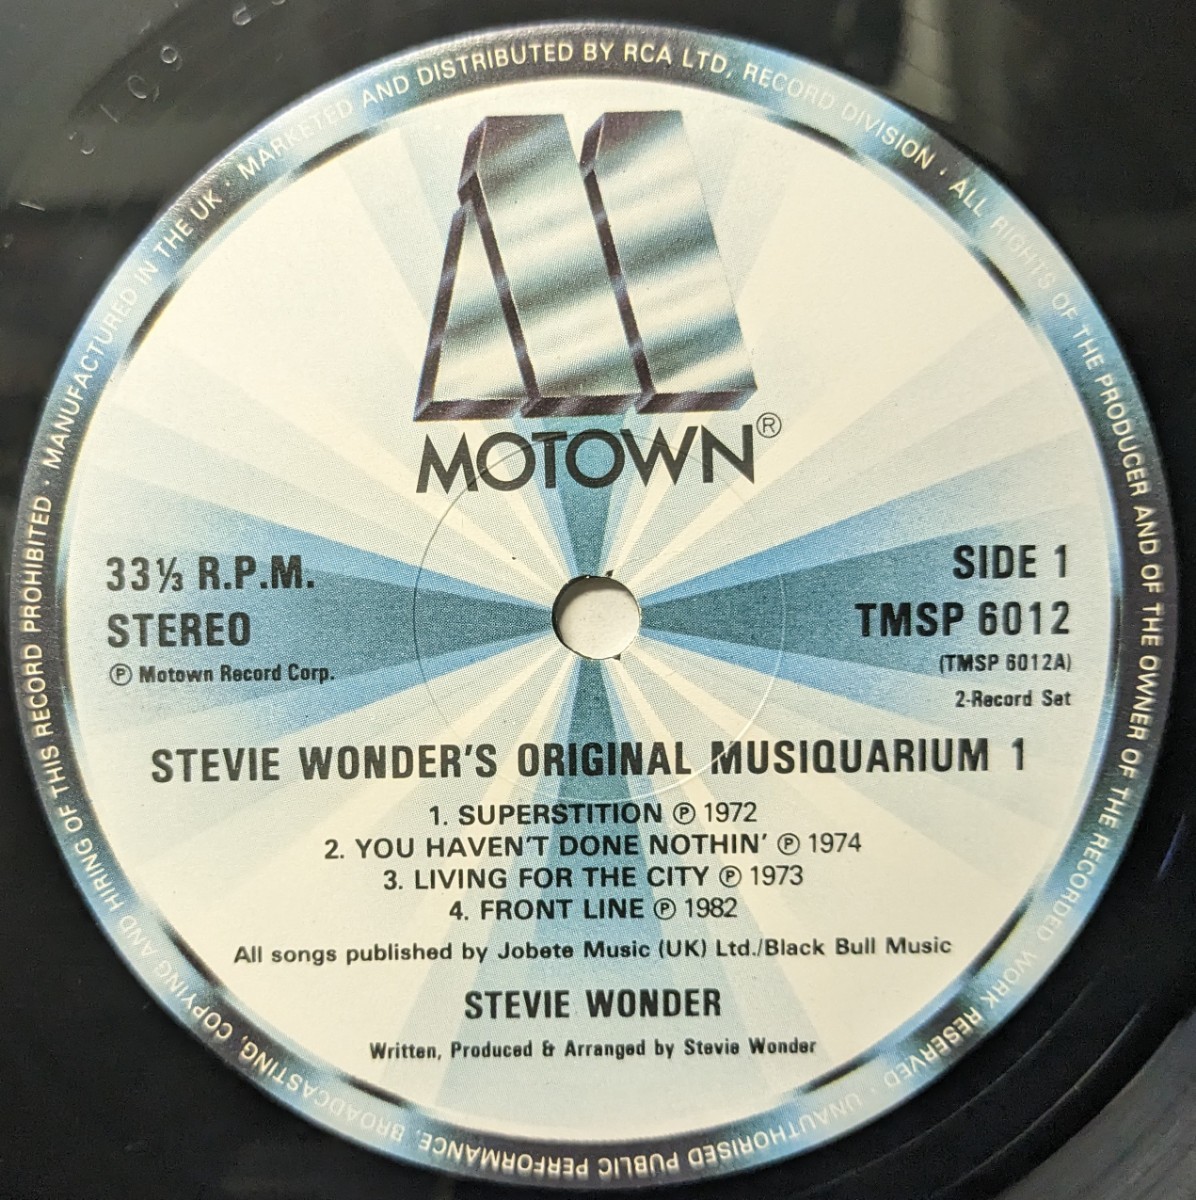 MANUFACTURED IN THE UK · MARKETED AND DISTRIBUTED BY RCA LTD, RECORD DIVISION · ALL RIGHTS OF THE PRODUCER AND OF THE OWNER OF THE RECORDED WORK RESERVED · UNAUTHORISED PUBLIC PERFORMANCE, BROADCASTING, COPYING AND HIRING OF THIS RECORD PROHIBITED ·
MOTOWN®
33⅓ R.P.M.
STEREO
℗ Motown Record Corp.
SIDE 1
TMSP 6012
(TMSP 6012A)
2-Record Set
STEVIE WONDER'S ORIGINAL MUSIQUARIUM 1
1. SUPERSTITION ℗ 1972
2. YOU HAVEN'T DONE NOTHIN' ℗ 1974
3. LIVING FOR THE CITY ℗ 1973
4. FRONT LINE ℗ 1982
All songs published by Jobete Music (UK) Ltd./Black Bull Music
STEVIE WONDER
Written, Produced & Arranged by Stevie Wonder